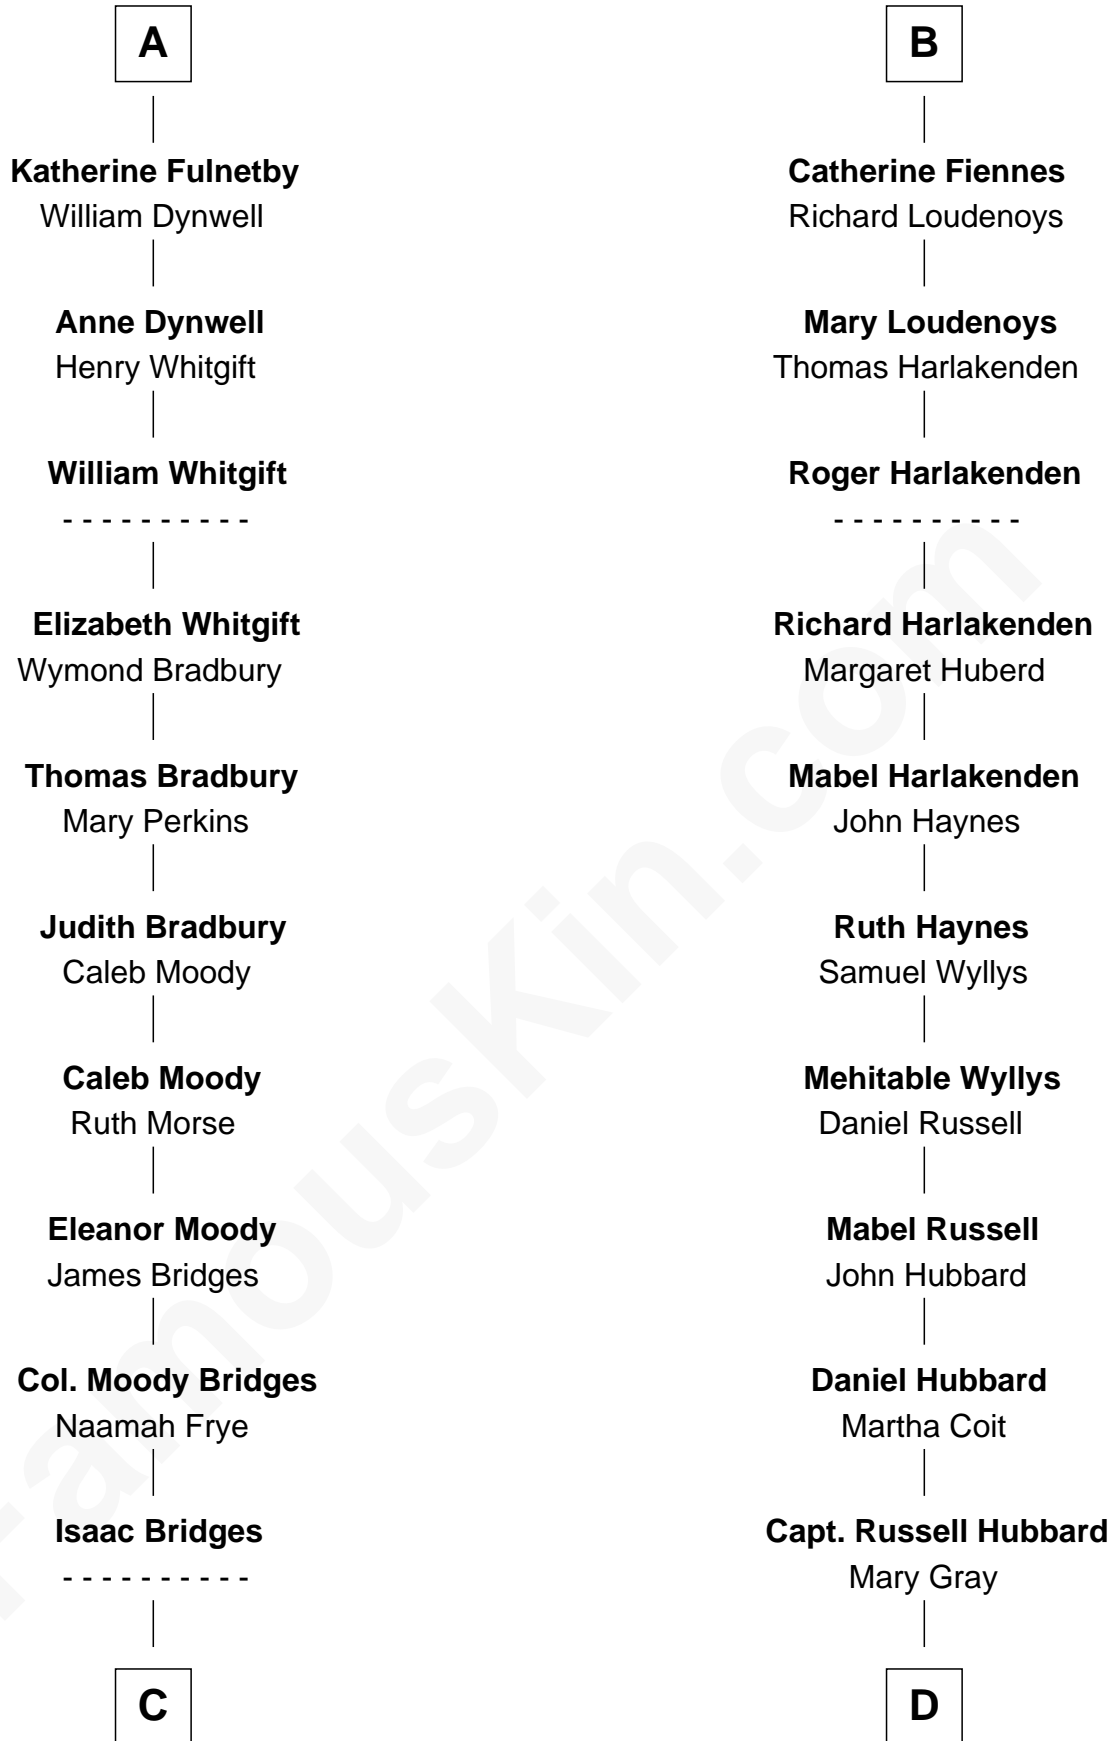 A
Katherine Fulnetby
William Dynwell
Anne Dynwell
Henry Whitgift
William Whitgift
- - - - - - - - - -
Elizabeth Whitgift
Wymond Bradbury
Thomas Bradbury
Mary Perkins
Judith Bradbury
Caleb Moody
Caleb Moody
Ruth Morse
Eleanor Moody
James Bridges
Col. Moody Bridges
Naamah Frye
Isaac Bridges
- - - - - - - - - -
C
B
Catherine Fiennes
Richard Loudenoys
Mary Loudenoys
Thomas Harlakenden
Roger Harlakenden
- - - - - - - - - -
Richard Harlakenden
Margaret Huberd
Mabel Harlakenden
John Haynes
Ruth Haynes
Samuel Wyllys
Mehitable Wyllys
Daniel Russell
Mabel Russell
John Hubbard
Daniel Hubbard
Martha Coit
Capt. Russell Hubbard
Mary Gray
D
FamousKin.com